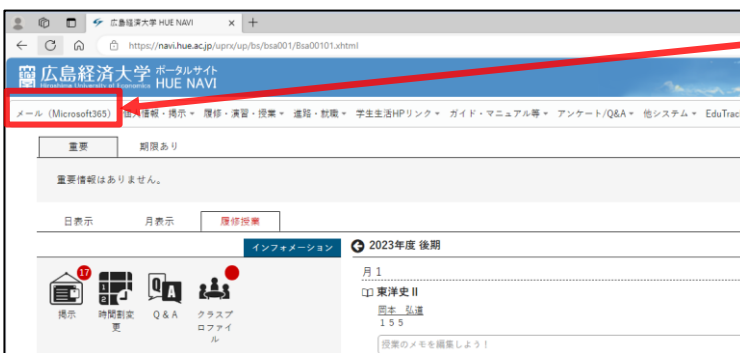 広島経済大学 HUE NAVI
https://navi.hue.ac.jp/uprx/up/bs/bsa001/Bsa00101.xhtml
広島経済大学 ポータルサイト
Hiroshima University of Economics HUE NAVI
メール（Microsoft365） 個人情報・掲示 履修・演習・授業 進路・就職 学生生活HPリンク ガイド・マニュアル等 アンケート/Q&A 他システム EduTrac
重要 期限あり
重要情報はありません。
日表示 月表示 履修授業
インフォメーション 2023年度 後期
月 1
17
東洋史Ⅱ
掲示 時間割変更 Q & A クラスプロファイル
岡本 弘道
1 5 5
授業のメモを編集しよう！